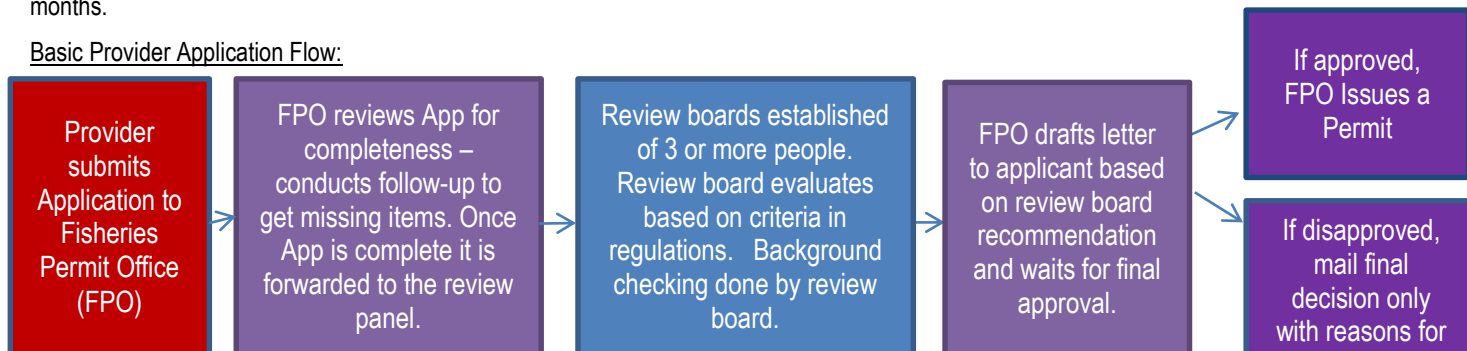 months.
Basic Provider Application Flow:
Provider
submits
Application to
Fisheries
Permit Office
(FPO)
FPO reviews App for
completeness –
conducts follow-up to
get missing items. Once
App is complete it is
forwarded to the review
panel.
Review boards established
of 3 or more people.
Review board evaluates
based on criteria in
regulations.   Background
checking done by review
board.
FPO drafts letter
to applicant based
on review board
recommendation
and waits for final
approval.
If approved,
FPO Issues a
Permit
If disapproved,
mail final
decision only
with reasons for